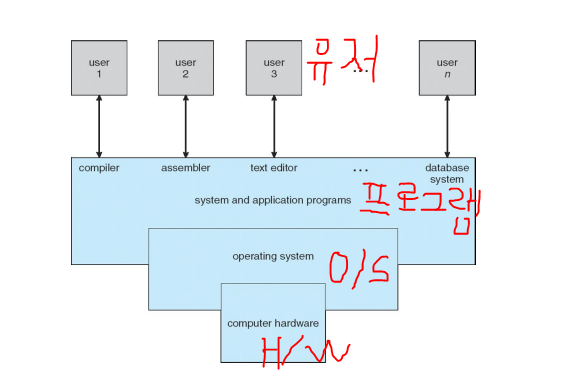 user 1
user 2
user 3
유저
...
user n
compiler
assembler
text editor
...
database system
system and application programs
프로그램
operating system
O/S
computer hardware
H/W